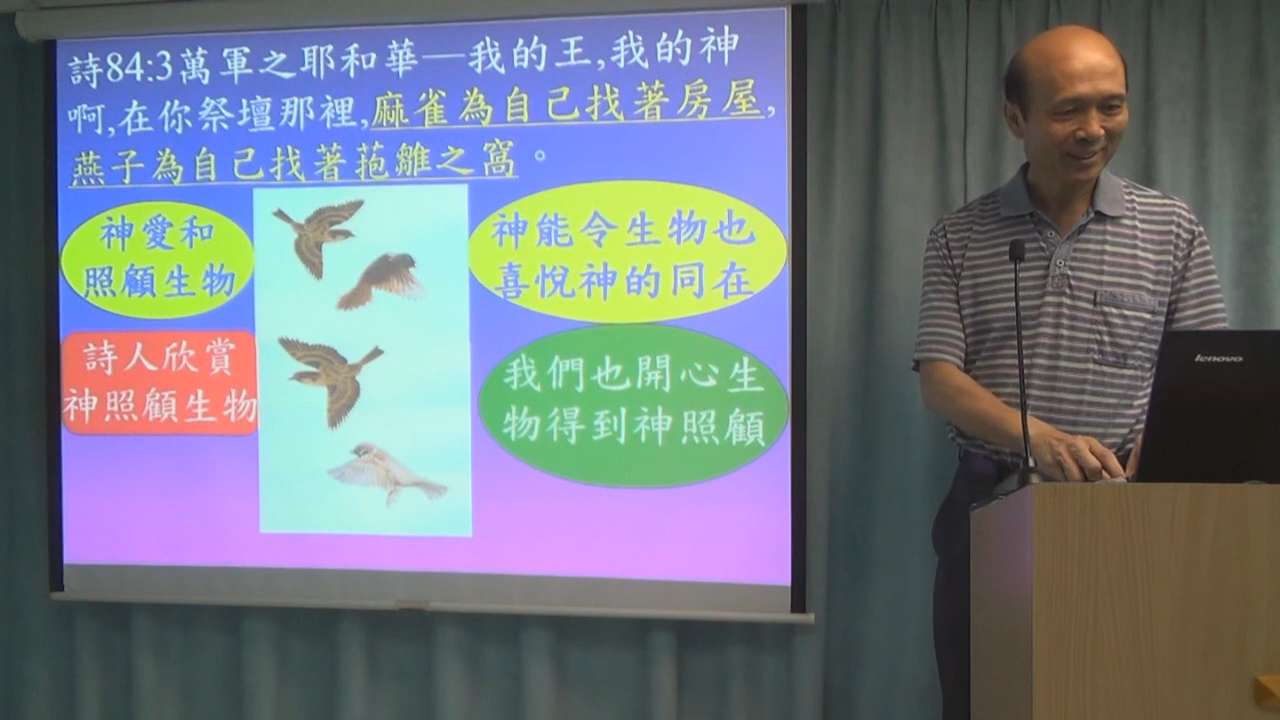 詩84:3萬軍之耶和華—我的王,我的神
啊,在你祭壇那裡,麻雀為自己找著房屋,
燕子為自己找著菢雛之窩。
神愛和
照顧生物
神能令生物也
喜悅神的同在
詩人欣賞
神照顧生物
我們也開心生
物得到神照顧
lenovo